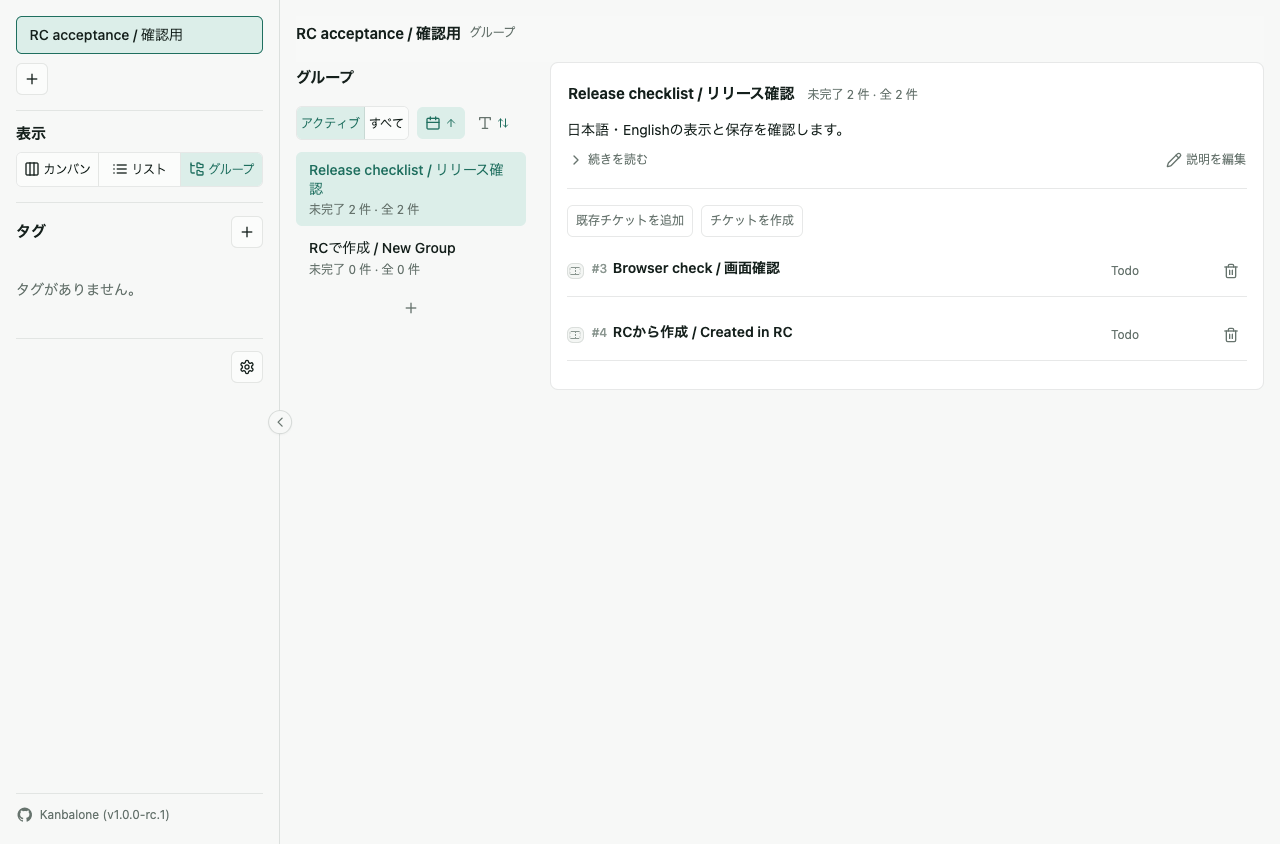 RC acceptance / 確認用
表示
カンバン
リスト
グループ
タグ
タグがありません。
Kanbalone (v1.0.0-rc.1)
RC acceptance / 確認用 グループ
グループ
アクティブ
すべて
Release checklist / リリース確
認
未完了 2 件 · 全 2 件
RCで作成 / New Group
未完了 0 件 · 全 0 件
Release checklist / リリース確認 未完了 2 件 · 全 2 件
日本語・Englishの表示と保存を確認します。
続きを読む
説明を編集
既存チケットを追加
チケットを作成
#3 Browser check / 画面確認 Todo
#4 RCから作成 / Created in RC Todo